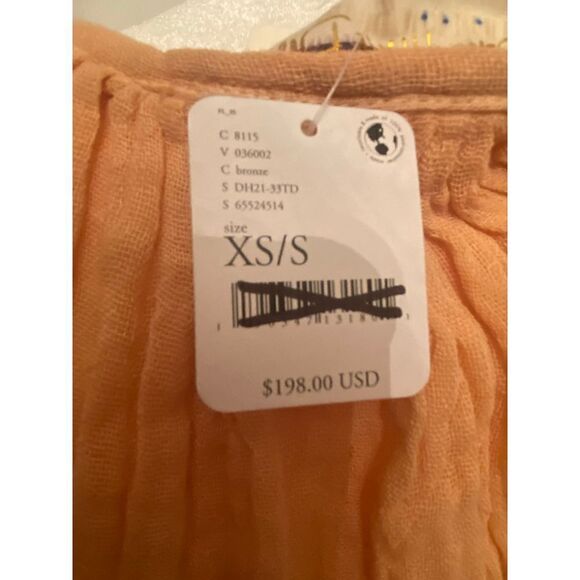 C 8115
V 036002
C bronze
S DH21-33TD
S 65524514
size
XS/S
$198.00 USD